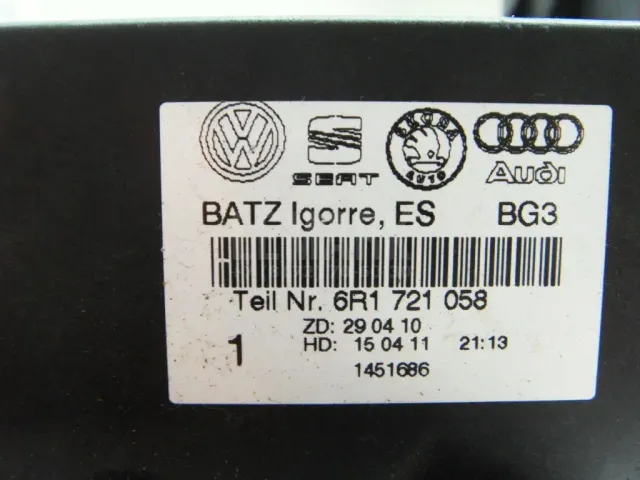 SEAT ŠKODA AUTO Audi
BATZ Igorre, ES BG3
Teil Nr. 6R1 721 058
ZD: 29 04 10
1 HD: 15 04 11 21:13
1451686